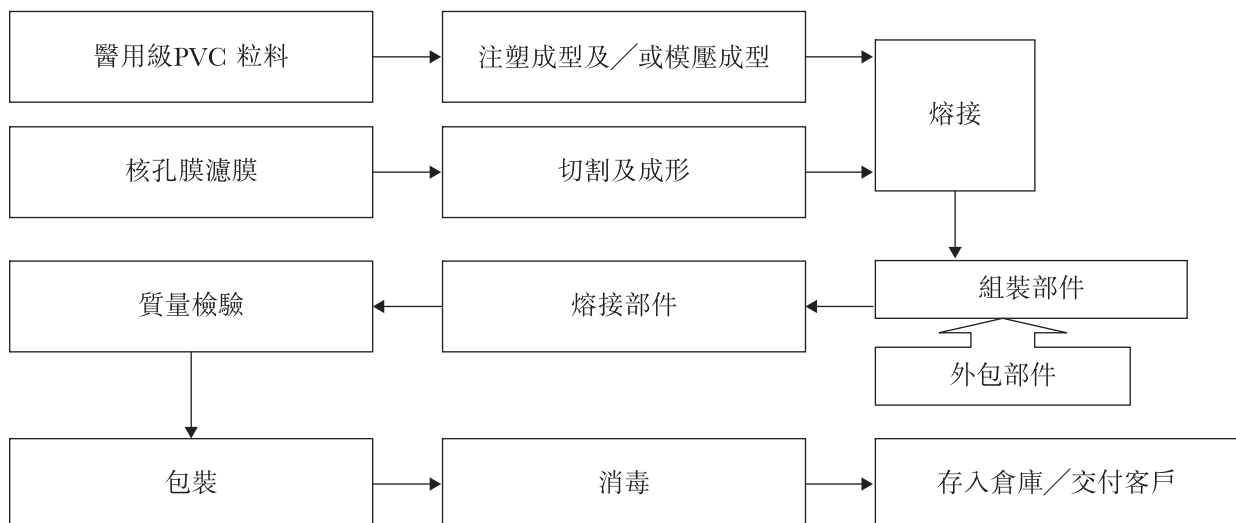 醫用級PVC 粒料
注塑成型及／或模壓成型
熔接
核孔膜濾膜
切割及成形
質量檢驗
熔接部件
組裝部件
外包部件
包裝
消毒
存入倉庫／交付客戶